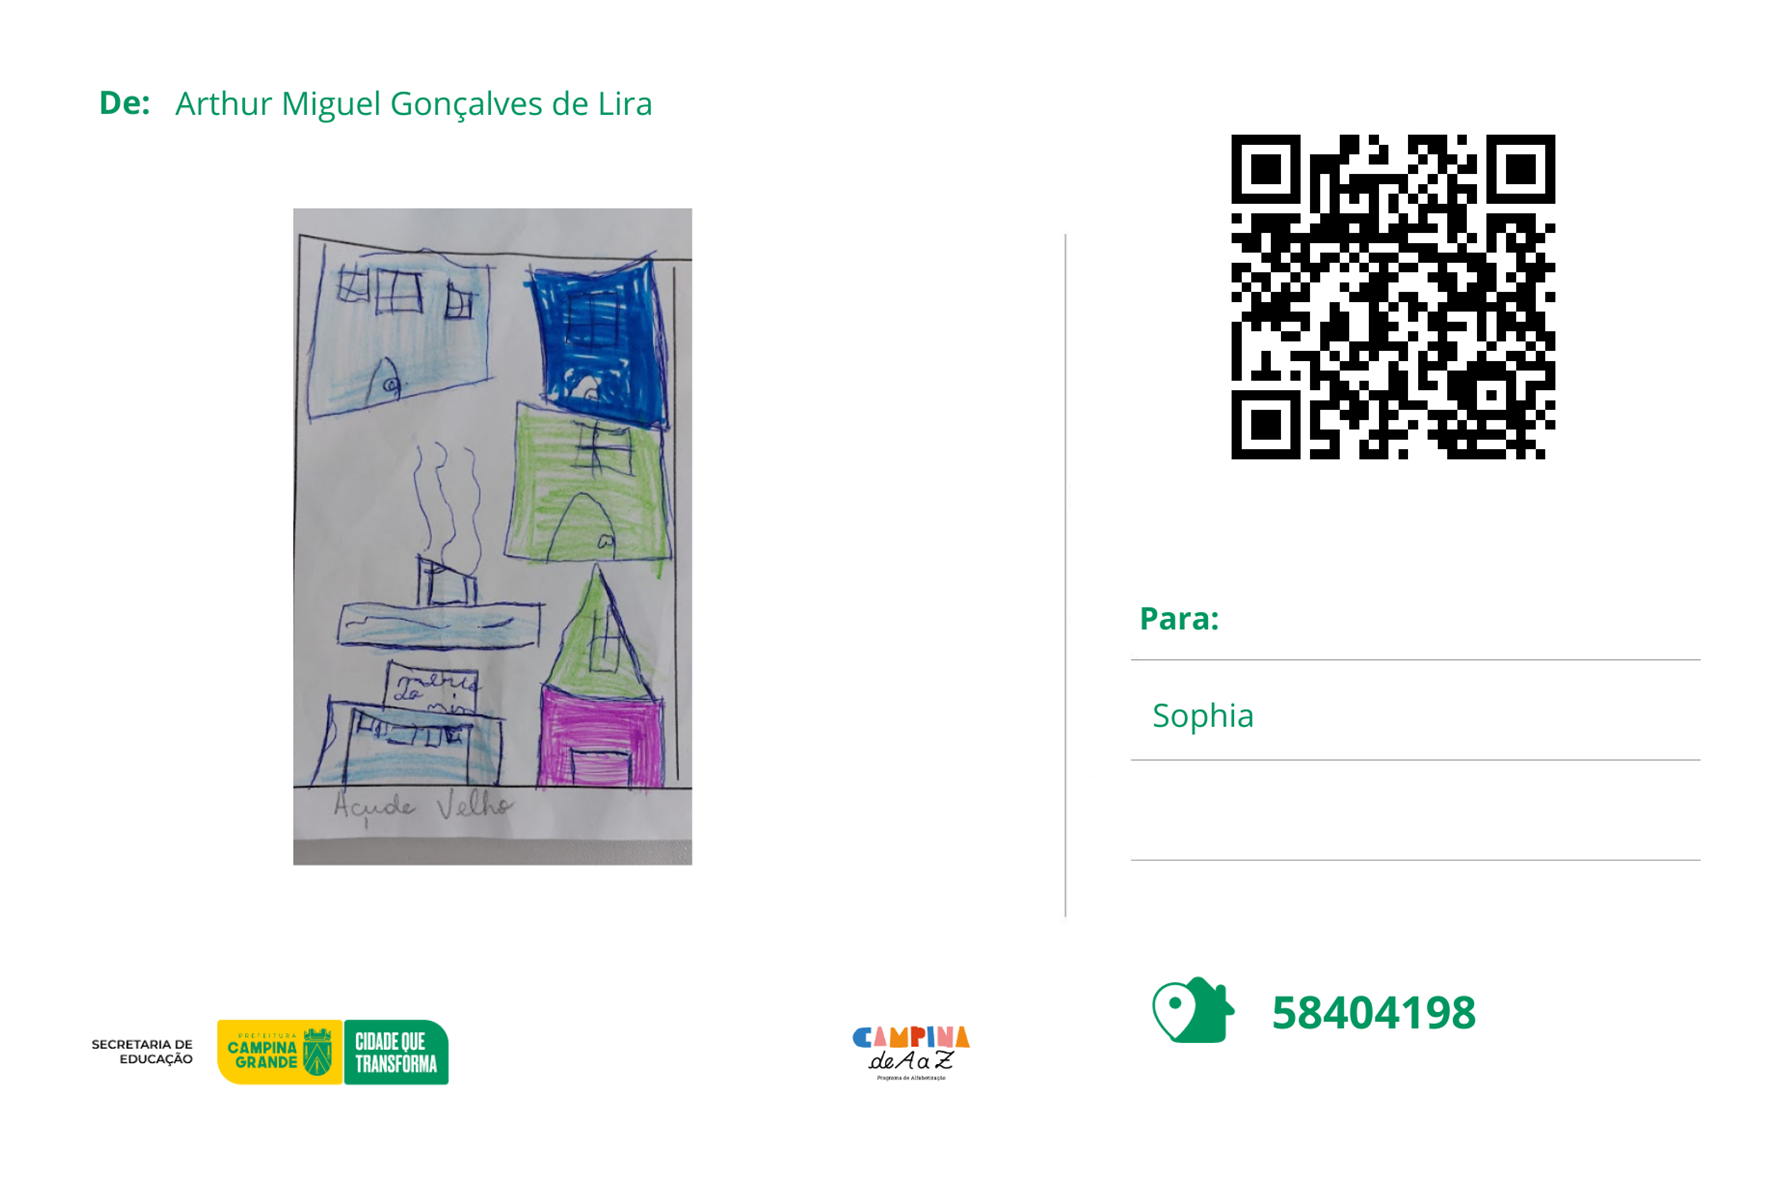 De: Arthur Miguel Gonçalves de Lira
Açude Velho
Para:
Sophia
58404198
SECRETARIA DE
EDUCAÇÃO
PREFEITURA
CAMPINA
GRANDE
CIDADE QUE
TRANSFORMA
CAMPINA
de A a Z
Programa de Alfabetização